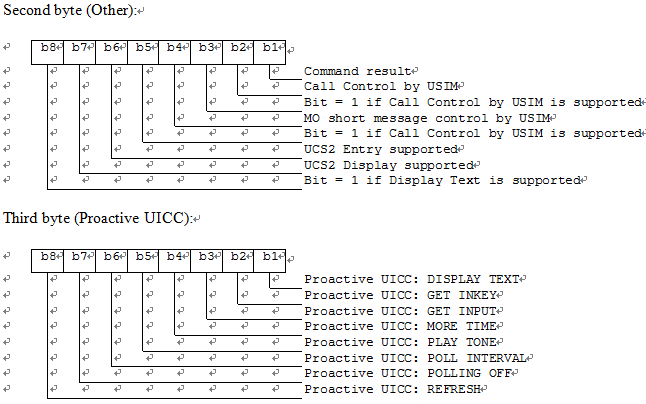 Second byte (Other):
b8 b7 b6 b5 b4 b3 b2 b1
Command result
Call Control by USIM
Bit = 1 if Call Control by USIM is supported
MO short message control by USIM
Bit = 1 if Call Control by USIM is supported
UCS2 Entry supported
UCS2 Display supported
Bit = 1 if Display Text is supported
Third byte (Proactive UICC):
b8 b7 b6 b5 b4 b3 b2 b1
Proactive UICC: DISPLAY TEXT
Proactive UICC: GET INKEY
Proactive UICC: GET INPUT
Proactive UICC: MORE TIME
Proactive UICC: PLAY TONE
Proactive UICC: POLL INTERVAL
Proactive UICC: POLLING OFF
Proactive UICC: REFRESH